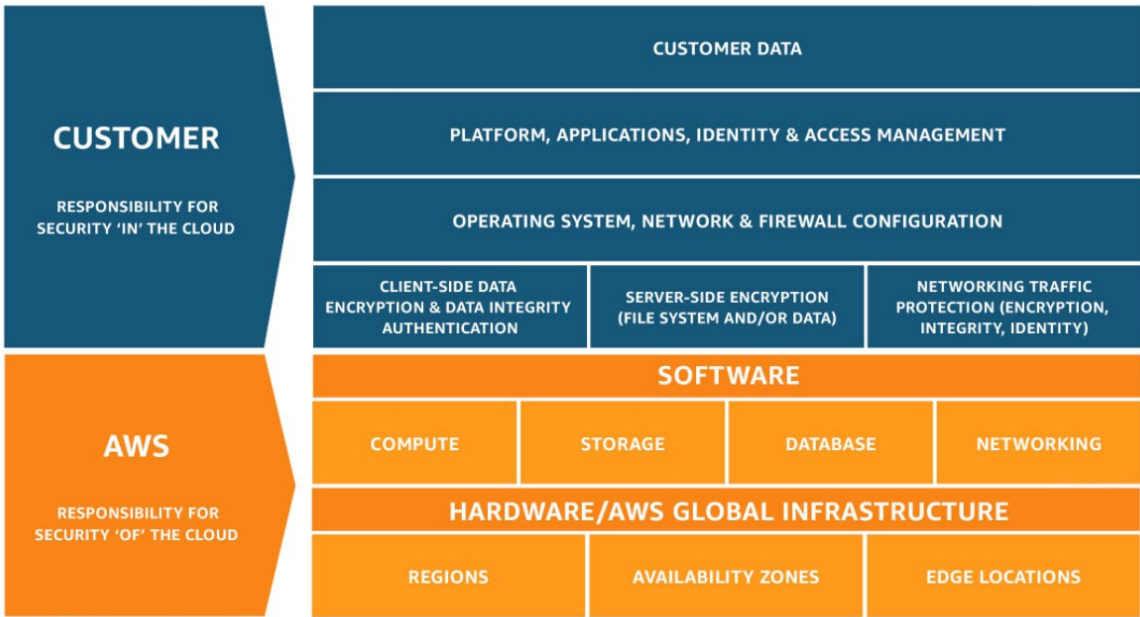 CUSTOMER
RESPONSIBILITY FOR
SECURITY ‘IN’ THE CLOUD
CUSTOMER DATA
PLATFORM, APPLICATIONS, IDENTITY & ACCESS MANAGEMENT
OPERATING SYSTEM, NETWORK & FIREWALL CONFIGURATION
CLIENT-SIDE DATA
ENCRYPTION & DATA INTEGRITY
AUTHENTICATION
SERVER-SIDE ENCRYPTION
(FILE SYSTEM AND/OR DATA)
NETWORKING TRAFFIC
PROTECTION (ENCRYPTION,
INTEGRITY, IDENTITY)
AWS
RESPONSIBILITY FOR
SECURITY ‘OF’ THE CLOUD
SOFTWARE
COMPUTE
STORAGE
DATABASE
NETWORKING
HARDWARE/AWS GLOBAL INFRASTRUCTURE
REGIONS
AVAILABILITY ZONES
EDGE LOCATIONS